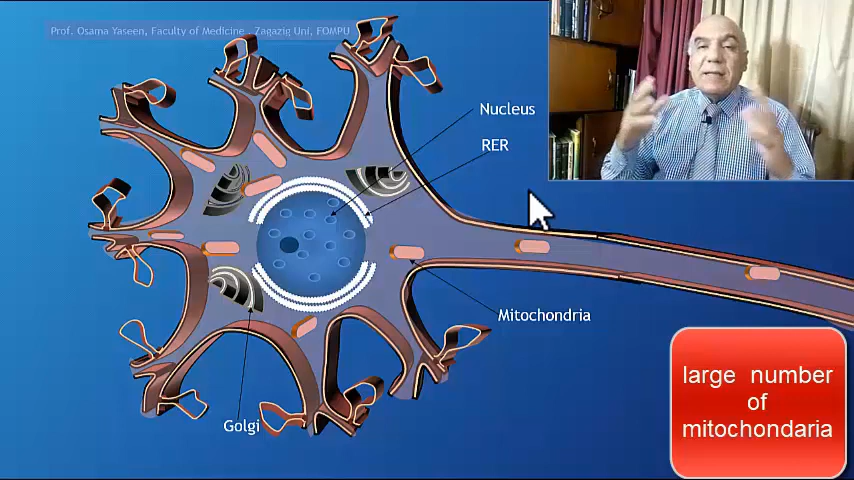 Prof. Osama Yaseen, Faculty of Medicine . Zagazig Uni, FOMPU
Nucleus
RER
Mitochondria
Golgi
large number
of
mitochondaria